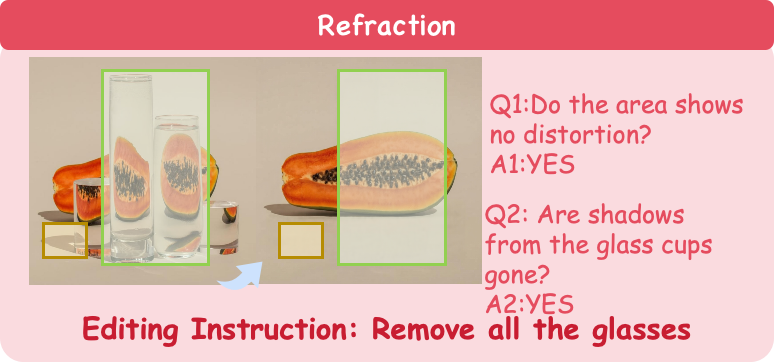 Refraction
Q1:Do the area shows
no distortion?
A1:YES
Q2: Are shadows
from the glass cups
gone?
A2:YES
Editing Instruction: Remove all the glasses